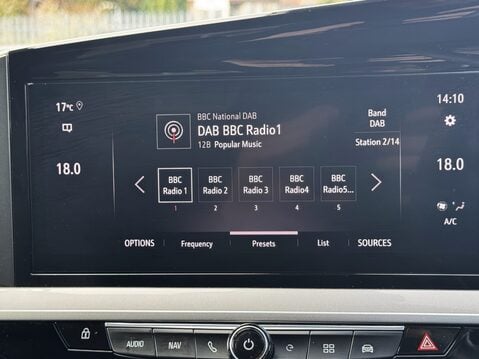 17°C
14:10
BBC National DAB
DAB BBC Radio1
12B Popular Music
Band
DAB
Station 2/14
18.0
18.0
A/C
BBC Radio 1
BBC Radio 2
BBC Radio 3
BBC Radio4
BBC Radio5...
1 2 3 4 5
OPTIONS Frequency Presets List SOURCES
AUDIO NAV